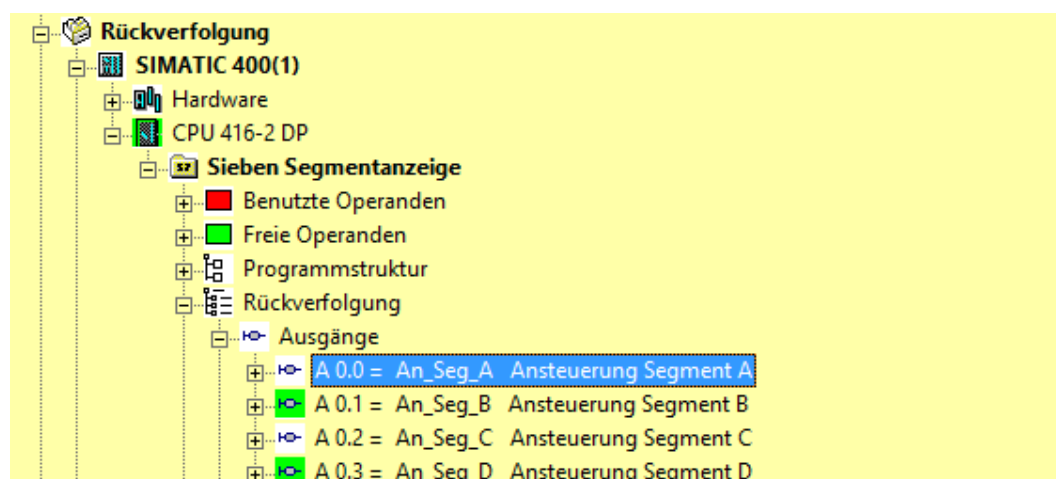 Rückverfolgung
SIMATIC 400(1)
Hardware
CPU 416-2 DP
Sieben Segmentanzeige
Benutzte Operanden
Freie Operanden
Programmstruktur
Rückverfolgung
Ausgänge
A 0.0 = An_Seg_A Ansteuerung Segment A
A 0.1 = An_Seg_B Ansteuerung Segment B
A 0.2 = An_Seg_C Ansteuerung Segment C
A 0.3 = An_Seg_D Ansteuerung Segment D